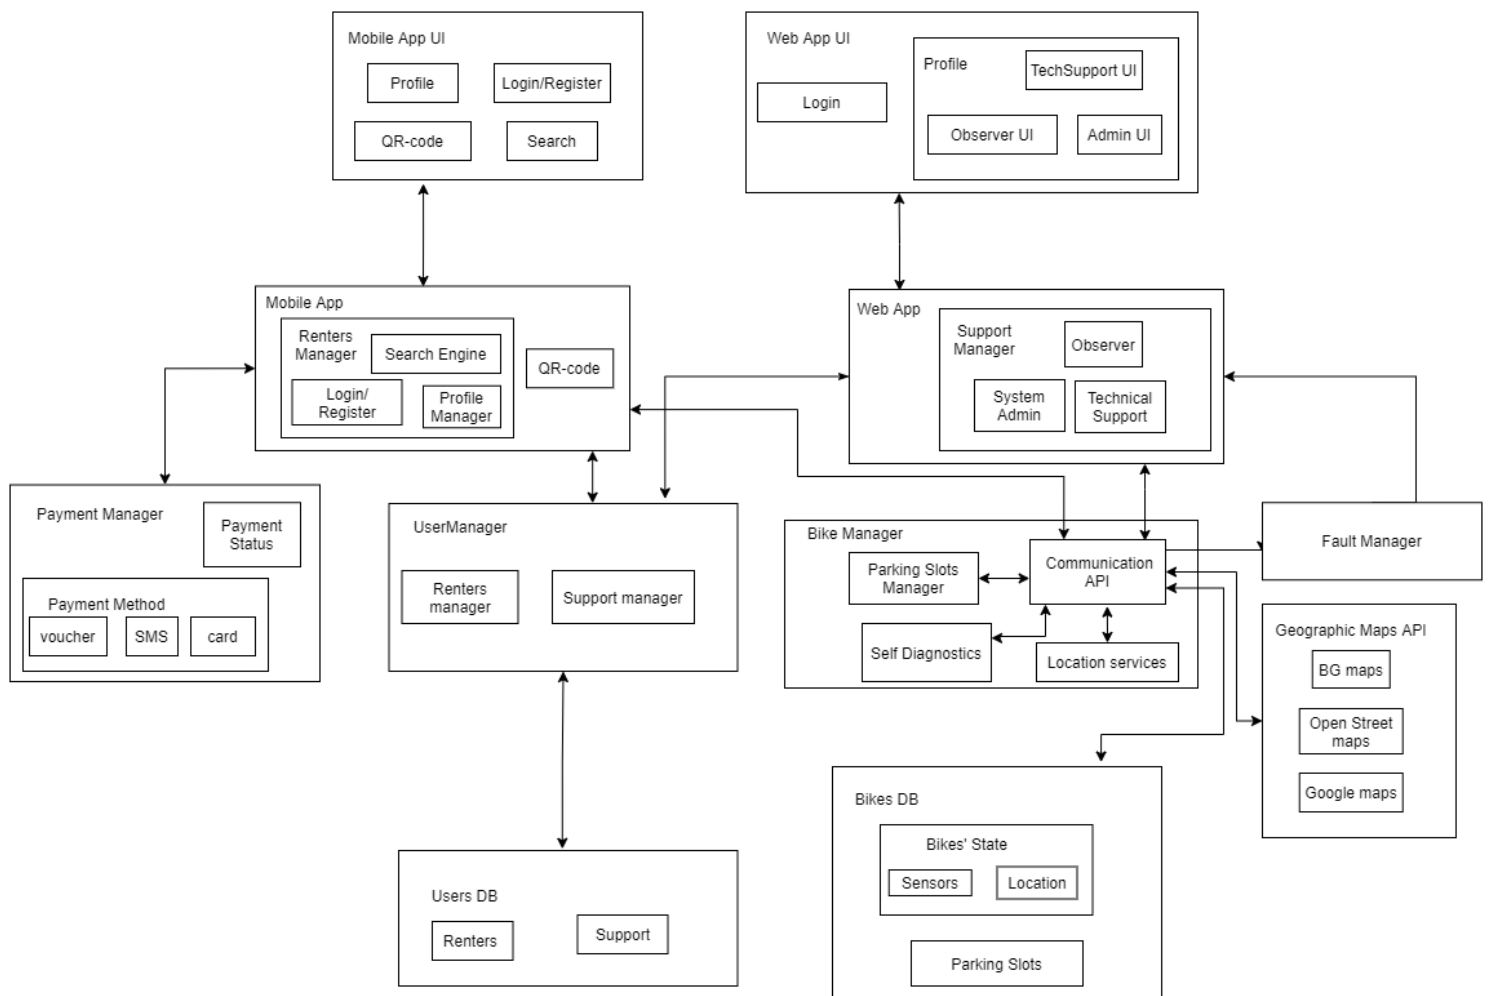 Mobile App UI
Profile
Login/Register
QR-code
Search
Web App UI
Profile
TechSupport UI
Login
Observer UI
Admin UI
Mobile App
Renters
Manager
Search Engine
QR-code
Login/
Register
Profile
Manager
Web App
Support
Manager
Observer
System
Admin
Technical
Support
Payment Manager
Payment
Status
Payment Method
voucher
SMS
card
UserManager
Renters
manager
Support manager
Bike Manager
Parking Slots
Manager
Communication
API
Self Diagnostics
Location services
Fault Manager
Geographic Maps API
BG maps
Open Street
maps
Google maps
Users DB
Renters
Support
Bikes DB
Bikes' State
Sensors
Location
Parking Slots